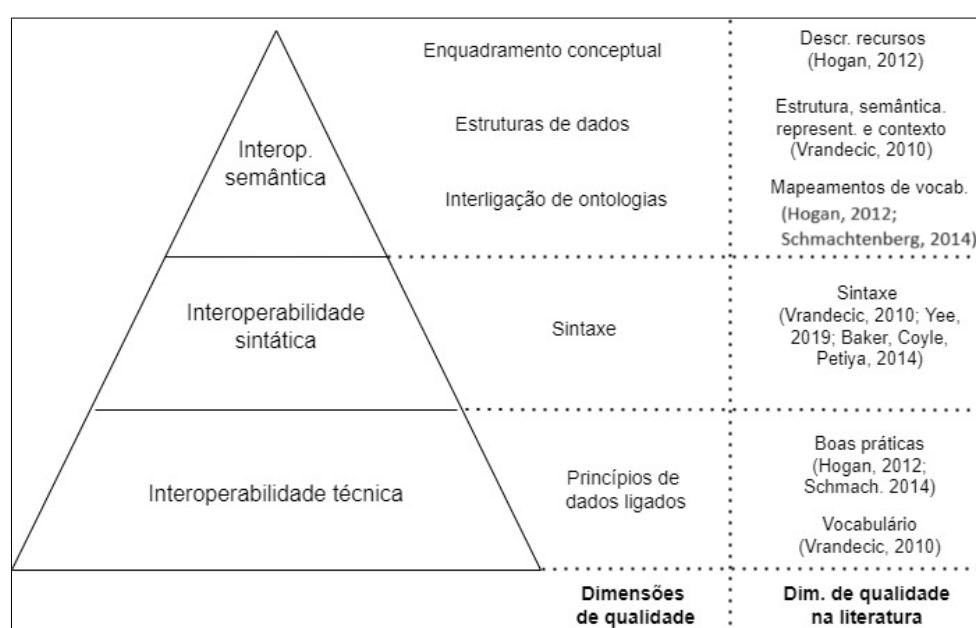 Enquadramento conceptual
Descr. recursos
(Hogan, 2012)
Estruturas de dados
Estrutura, semântica.
represent. e contexto
(Vrandecic, 2010)
Interop.
semântica
Interligação de ontologias
Mapeamentos de vocab.
(Hogan, 2012;
Schmachtenberg, 2014)
Interoperabilidade
sintática
Sintaxe
Sintaxe
(Vrandecic, 2010; Yee,
2019; Baker, Coyle,
Petiya, 2014)
Interoperabilidade técnica
Princípios de
dados ligados
Boas práticas
(Hogan, 2012;
Schmach. 2014)
Vocabulário
(Vrandecic, 2010)
Dimensões
de qualidade
Dim. de qualidade
na literatura